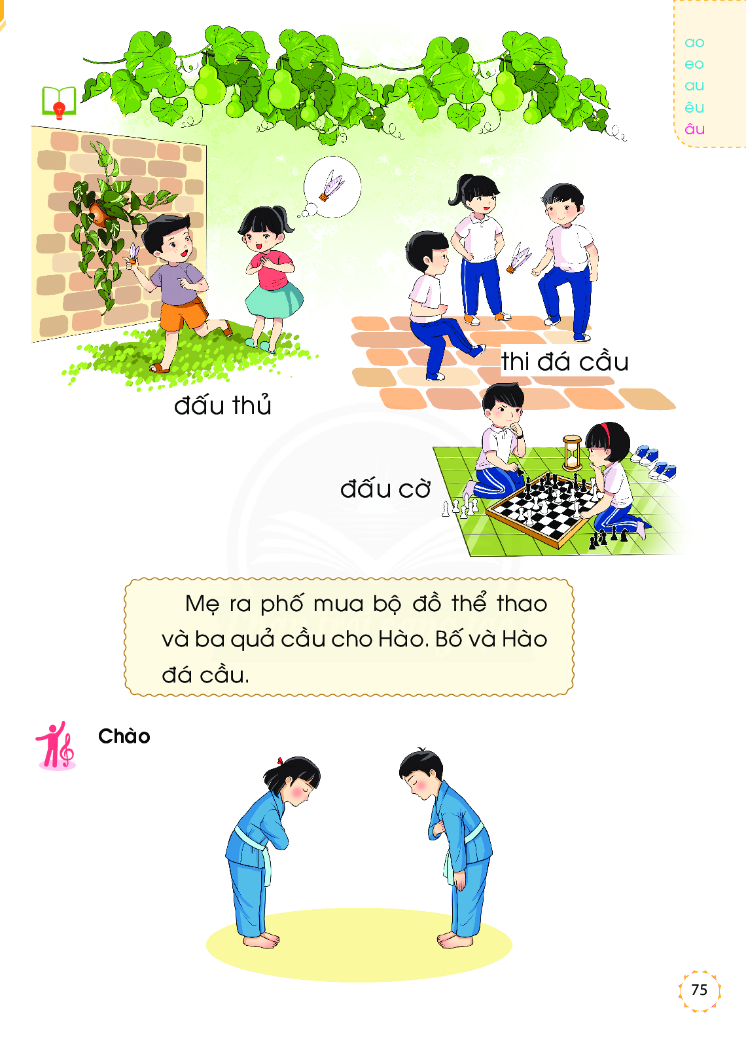 ao
eo
au
êu
âu
thi đá cầu
đấu thủ
đấu cờ
Mẹ ra phố mua bộ đồ thể thao
và ba quả cầu cho Hào. Bố và Hào
đá cầu.
Chào
75